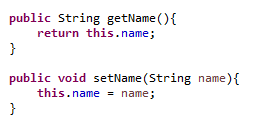 public String getName(){
    return this.name;
}

public void setName(String name){
    this.name = name;
}